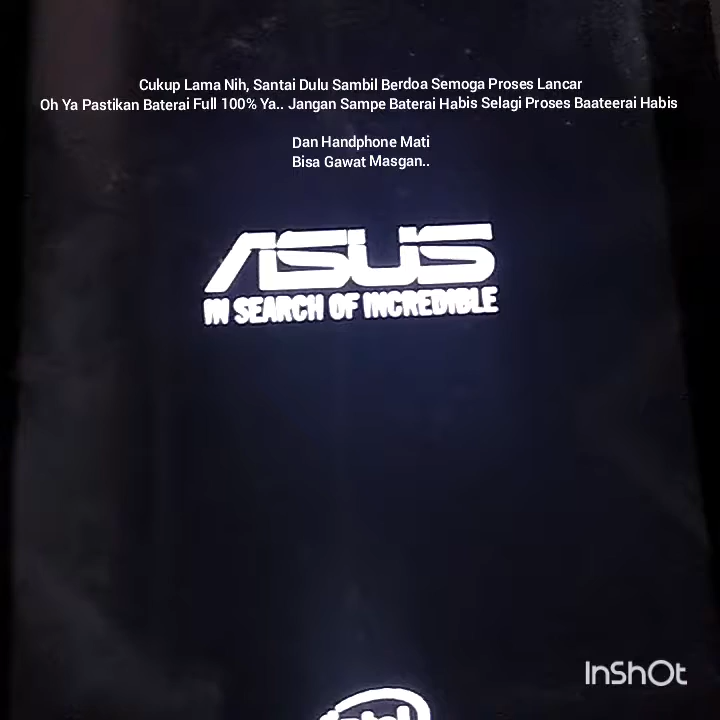 Cukup Lama Nih, Santai Dulu Sambil Berdoa Semoga Proses Lancar
Oh Ya Pastikan Baterai Full 100% Ya.. Jangan Sampe Baterai Habis Selagi Proses Baateerai Habis
Dan Handphone Mati
Bisa Gawat Masgan..
ASUS
IN SEARCH OF INCREDIBLE
InShOt
intel